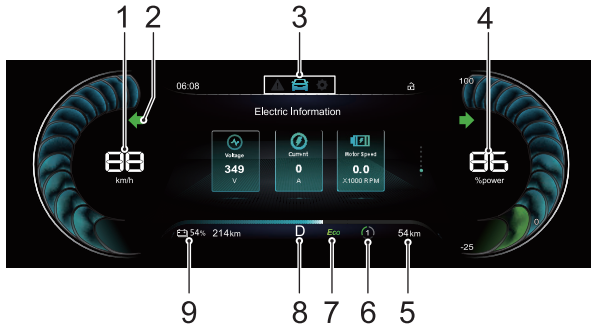 1 2 3 4
06:08
100
Electric Information
88
km/h
Voltage
349
V
Current
0
A
Motor Speed
0.0
X1000 RPM
86
%power
0
-25
54% 214km D Eco 1 54km
9 8 7 6 5